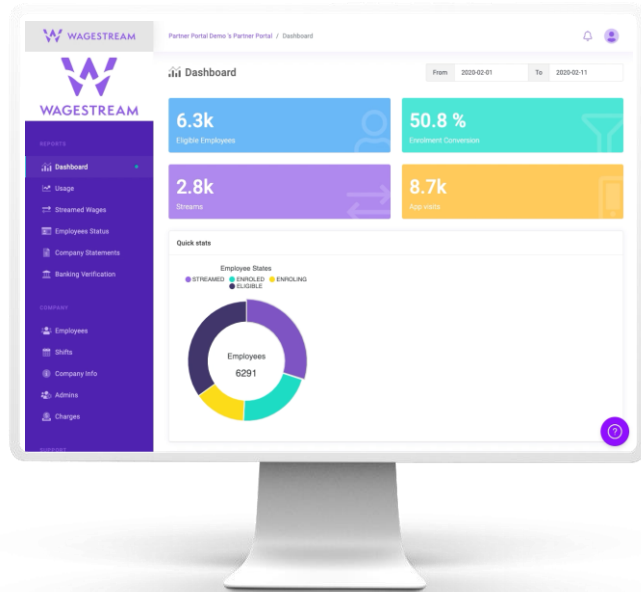 WAGESTREAM
Partner Portal Demo 's Partner Portal / Dashboard
WAGESTREAM
Dashboard
From 2020-02-01 To 2020-02-11
6.3k
Eligible Employees
50.8 %
Enrolment Conversion
2.8k
Streams
8.7k
App visits
REPORTS
Dashboard
Usage
Streamed Wages
Employees Status
Company Statements
Banking Verification
COMPANY
Employees
Shifts
Company Info
Admins
Charges
SUPPORT
Quick stats
Employee States
STREAMED ENROLED ENROLING
ELIGIBLE
Employees
6291
?